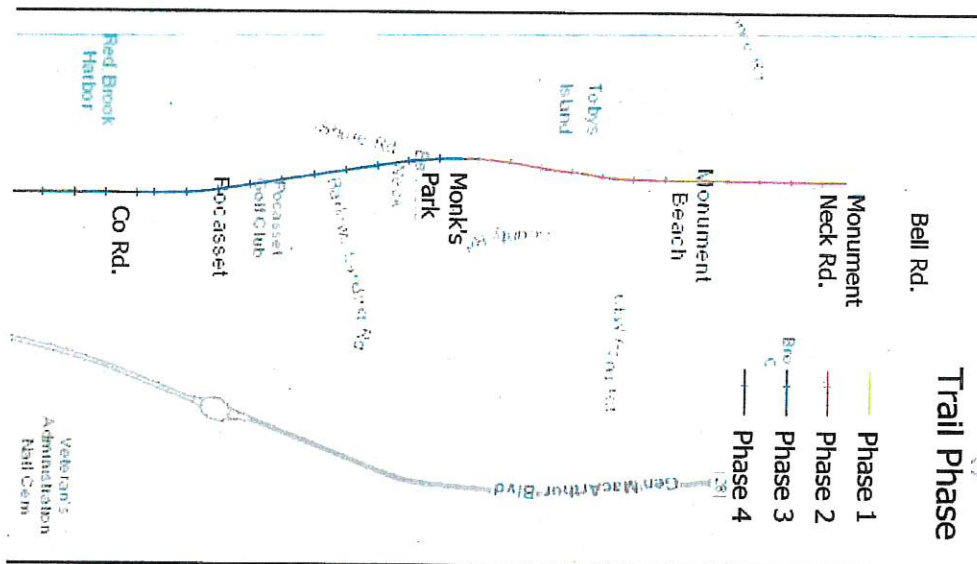 Trail Phase
Phase 1
Phase 2
Phase 3
Phase 4
Bell Rd.
Monument
Neck Rd.
Monument
Beach
Tobys
Island
Monk's
Park
Pocasset
Golf Club
Pocasset
Co Rd.
Red Brook
Harbor
Gen MacArthur Blvd
28
Veteran's
Administration
Natl Cem